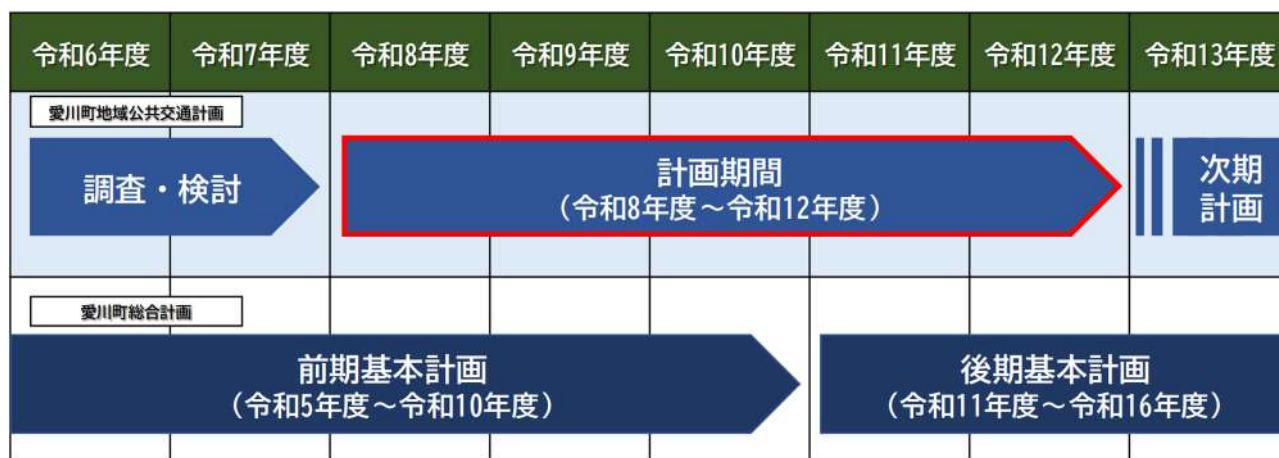 令和6年度 令和7年度 令和8年度 令和9年度 令和10年度 令和11年度 令和12年度 令和13年度
愛川町地域公共交通計画
調査・検討
計画期間
（令和8年度～令和12年度）
次期
計画
愛川町総合計画
前期基本計画
（令和5年度～令和10年度）
後期基本計画
（令和11年度～令和16年度）